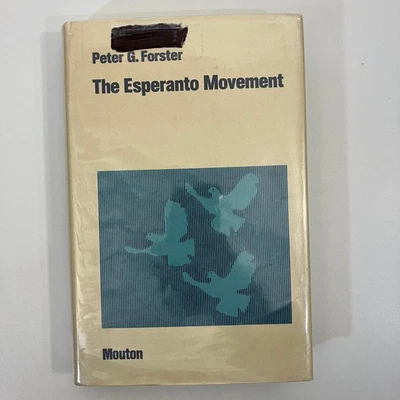 Peter G. Forster
The Esperanto Movement
Mouton